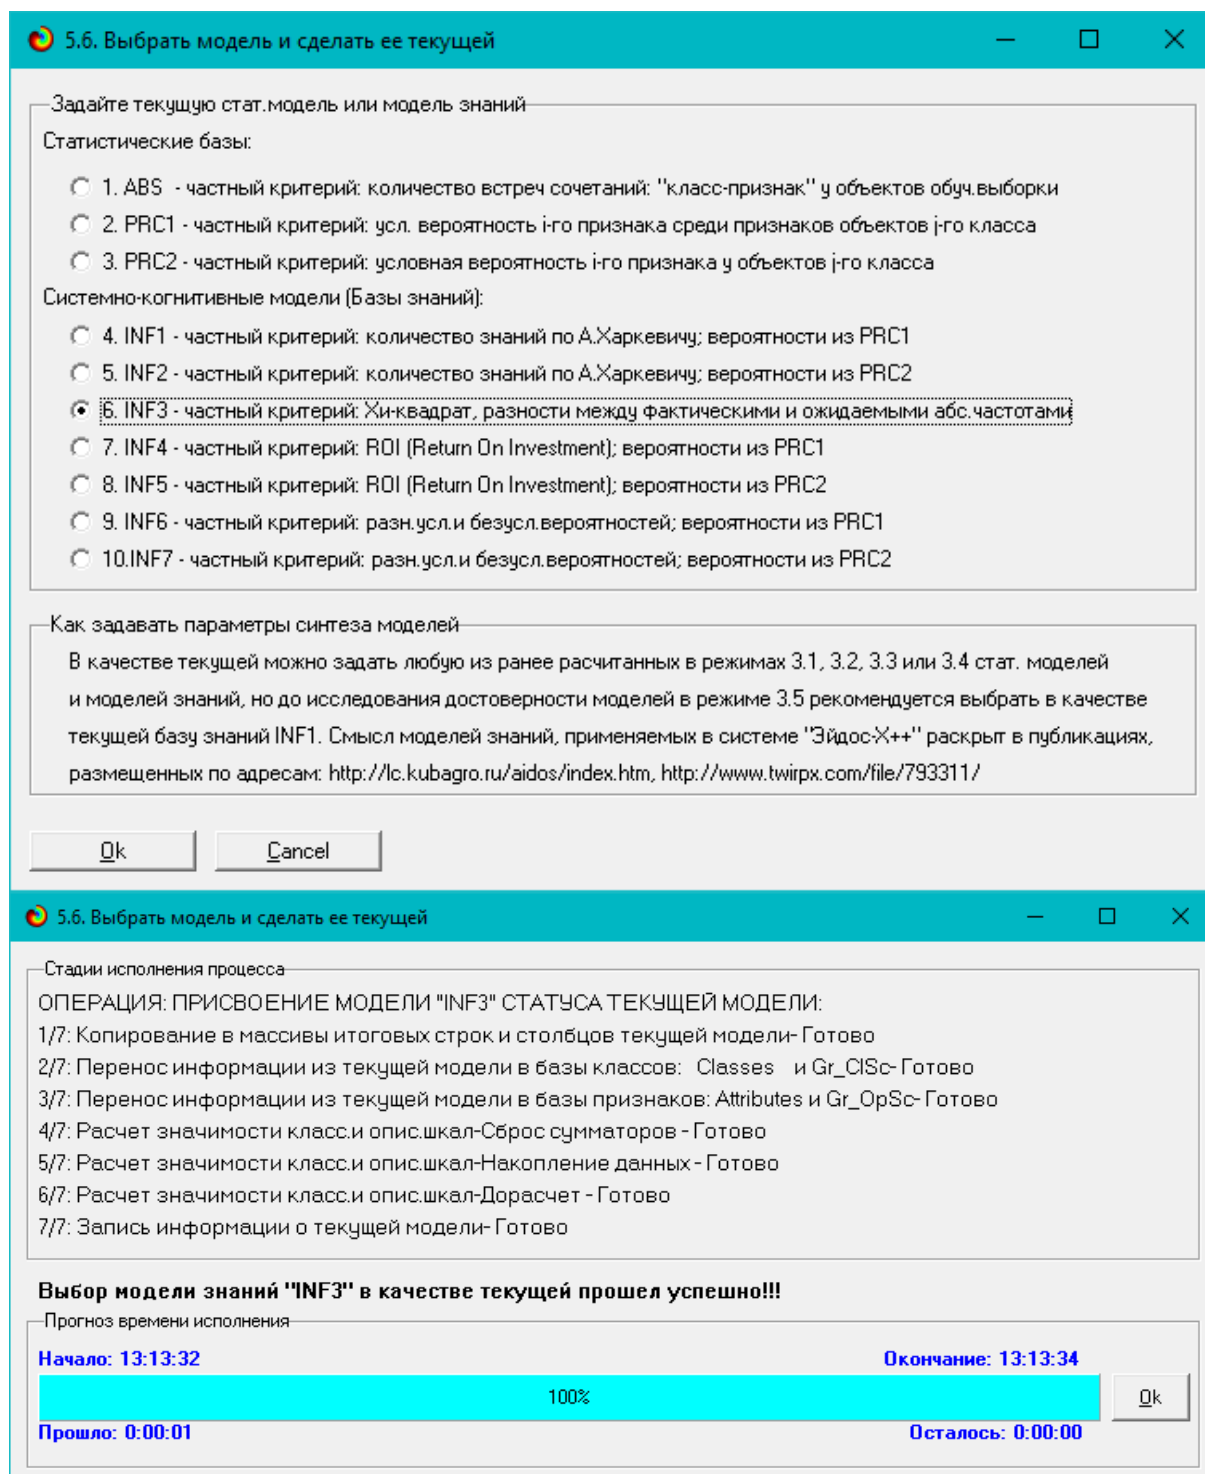 5.6. Выбрать модель и сделать ее текущей
Задайте текущую стат.модель или модель знаний
Статистические базы:
1. ABS - частный критерий: количество встреч сочетаний: "класс-признак" у объектов обуч.выборки
2. PRC1 - частный критерий: усл. вероятность i-го признака среди признаков объектов j-го класса
3. PRC2 - частный критерий: условная вероятность i-го признака у объектов j-го класса
Системно-когнитивные модели (Базы знаний):
4. INF1 - частный критерий: количество знаний по А.Харкевичу; вероятности из PRC1
5. INF2 - частный критерий: количество знаний по А.Харкевичу; вероятности из PRC2
6. INF3 - частный критерий: Хи-квадрат, разности между фактическими и ожидаемыми абс.частотами
7. INF4 - частный критерий: ROI (Return On Investment); вероятности из PRC1
8. INF5 - частный критерий: ROI (Return On Investment); вероятности из PRC2
9. INF6 - частный критерий: разн.усл.и безусл.вероятностей; вероятности из PRC1
10.INF7 - частный критерий: разн.усл.и безусл.вероятностей; вероятности из PRC2
Как задавать параметры синтеза моделей
В качестве текущей можно задать любую из ранее расчитанных в режимах 3.1, 3.2, 3.3 или 3.4 стат. моделей
и моделей знаний, но до исследования достоверности моделей в режиме 3.5 рекомендуется выбрать в качестве
текущей базу знаний INF1. Смысл моделей знаний, применяемых в системе "Эйдос-X++" раскрыт в публикациях,
размещенных по адресам: http://lc.kubagro.ru/aidos/index.htm, http://www.twirpx.com/file/793311/
Ok Cancel
5.6. Выбрать модель и сделать ее текущей
Стадии исполнения процесса
ОПЕРАЦИЯ: ПРИСВОЕНИЕ МОДЕЛИ "INF3" СТАТУСА ТЕКУЩЕЙ МОДЕЛИ:
1/7: Копирование в массивы итоговых строк и столбцов текущей модели- Готово
2/7: Перенос информации из текущей модели в базы классов: Classes и Gr_ClSc- Готово
3/7: Перенос информации из текущей модели в базы признаков: Attributes и Gr_OpSc- Готово
4/7: Расчет значимости класс.и опис.шкал-Сброс сумматоров - Готово
5/7: Расчет значимости класс.и опис.шкал-Накопление данных - Готово
6/7: Расчет значимости класс.и опис.шкал-Дорасчет - Готово
7/7: Запись информации о текущей модели- Готово
Выбор модели знаний "INF3" в качестве текущей прошел успешно!!!
Прогноз времени исполнения
Начало: 13:13:32 Окончание: 13:13:34
100% Ok
Прошло: 0:00:01 Осталось: 0:00:00